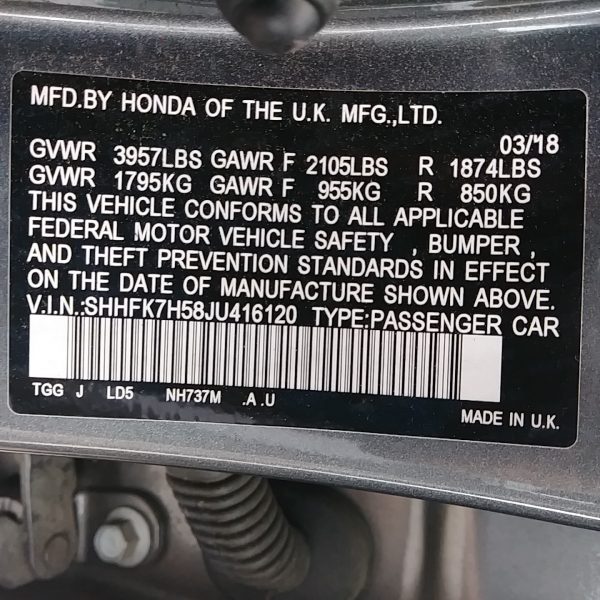 MFD.BY HONDA OF THE U.K. MFG.,LTD.
03/'18
GVWR 3957LBS GAWR F 2105LBS R 1874LBS
GVWR 1795KG GAWR F 955KG R 850KG
THIS VEHICLE CONFORMS TO ALL APPLICABLE
FEDERAL MOTOR VEHICLE SAFETY , BUMPER ,
AND THEFT PREVENTION STANDARDS IN EFFECT
ON THE DATE OF MANUFACTURE SHOWN ABOVE.
V.I.N.:SHHFK7H58JU416120 TYPE:PASSENGER CAR
TGG J LD5 NH737M .A .U
MADE IN U.K.